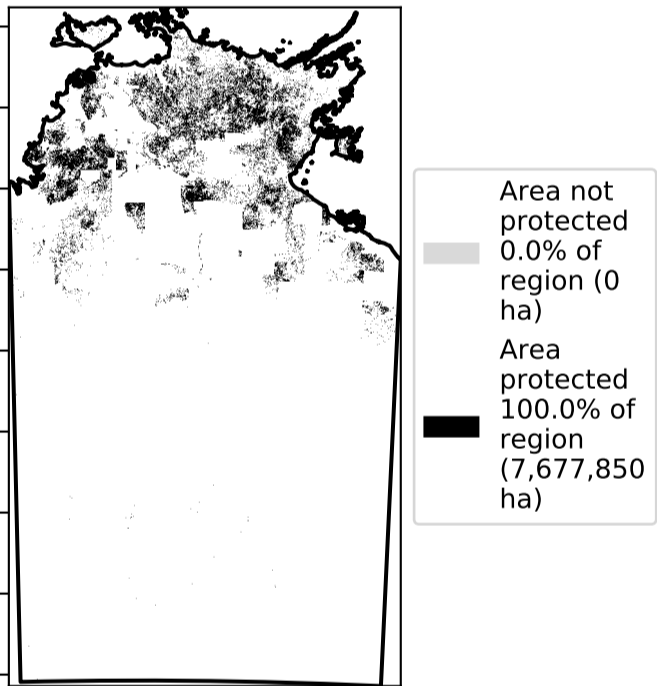 Area not
protected
0.0% of
region (0
ha)
Area
protected
100.0% of
region
(7,677,850
ha)